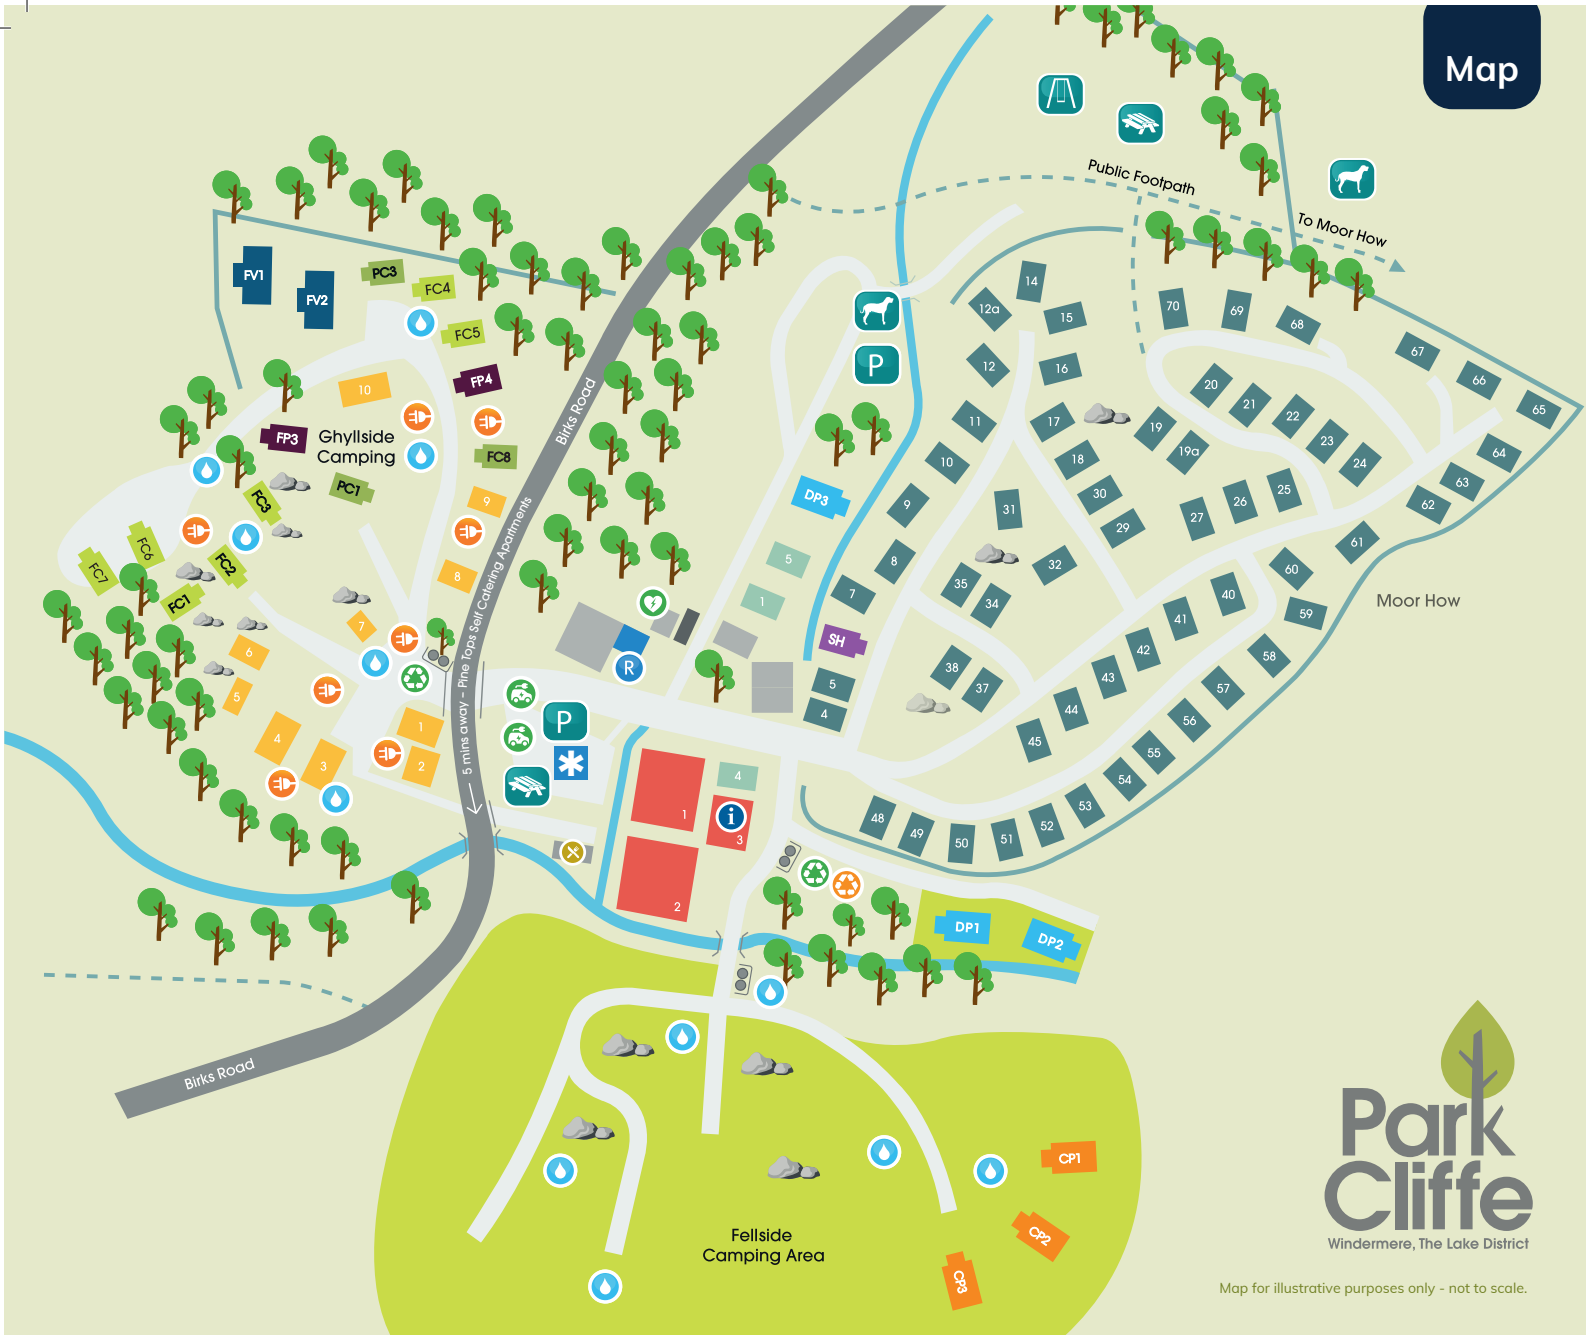 Map
Public Footpath
To Moor How
FV1
FV2
PC3
FC4
FC5
FP4
10
FP3
Ghyllside
Camping
FC8
PC1
FC3
9
FC6
FC7
FC2
FC1
8
7
6
5
4
3
1
2
Birks Road
5 mins away – Pine Tops Self Catering Apartments
Birks Road
P
DP3
5
1
SH
R
P
i
1
2
3
4
14
12a
15
12
16
11
17
10
18
19
19a
9
31
30
29
8
35
34
32
7
38
37
5
4
70
69
68
67
66
65
20
21
22
23
24
64
63
62
25
26
27
61
60
59
40
41
42
43
44
45
58
57
56
55
54
53
52
51
50
49
48
Moor How
DP1
DP2
Fellside
Camping Area
CP1
CP2
CP3
Park
Cliffe
Windermere, The Lake District
Map for illustrative purposes only - not to scale.